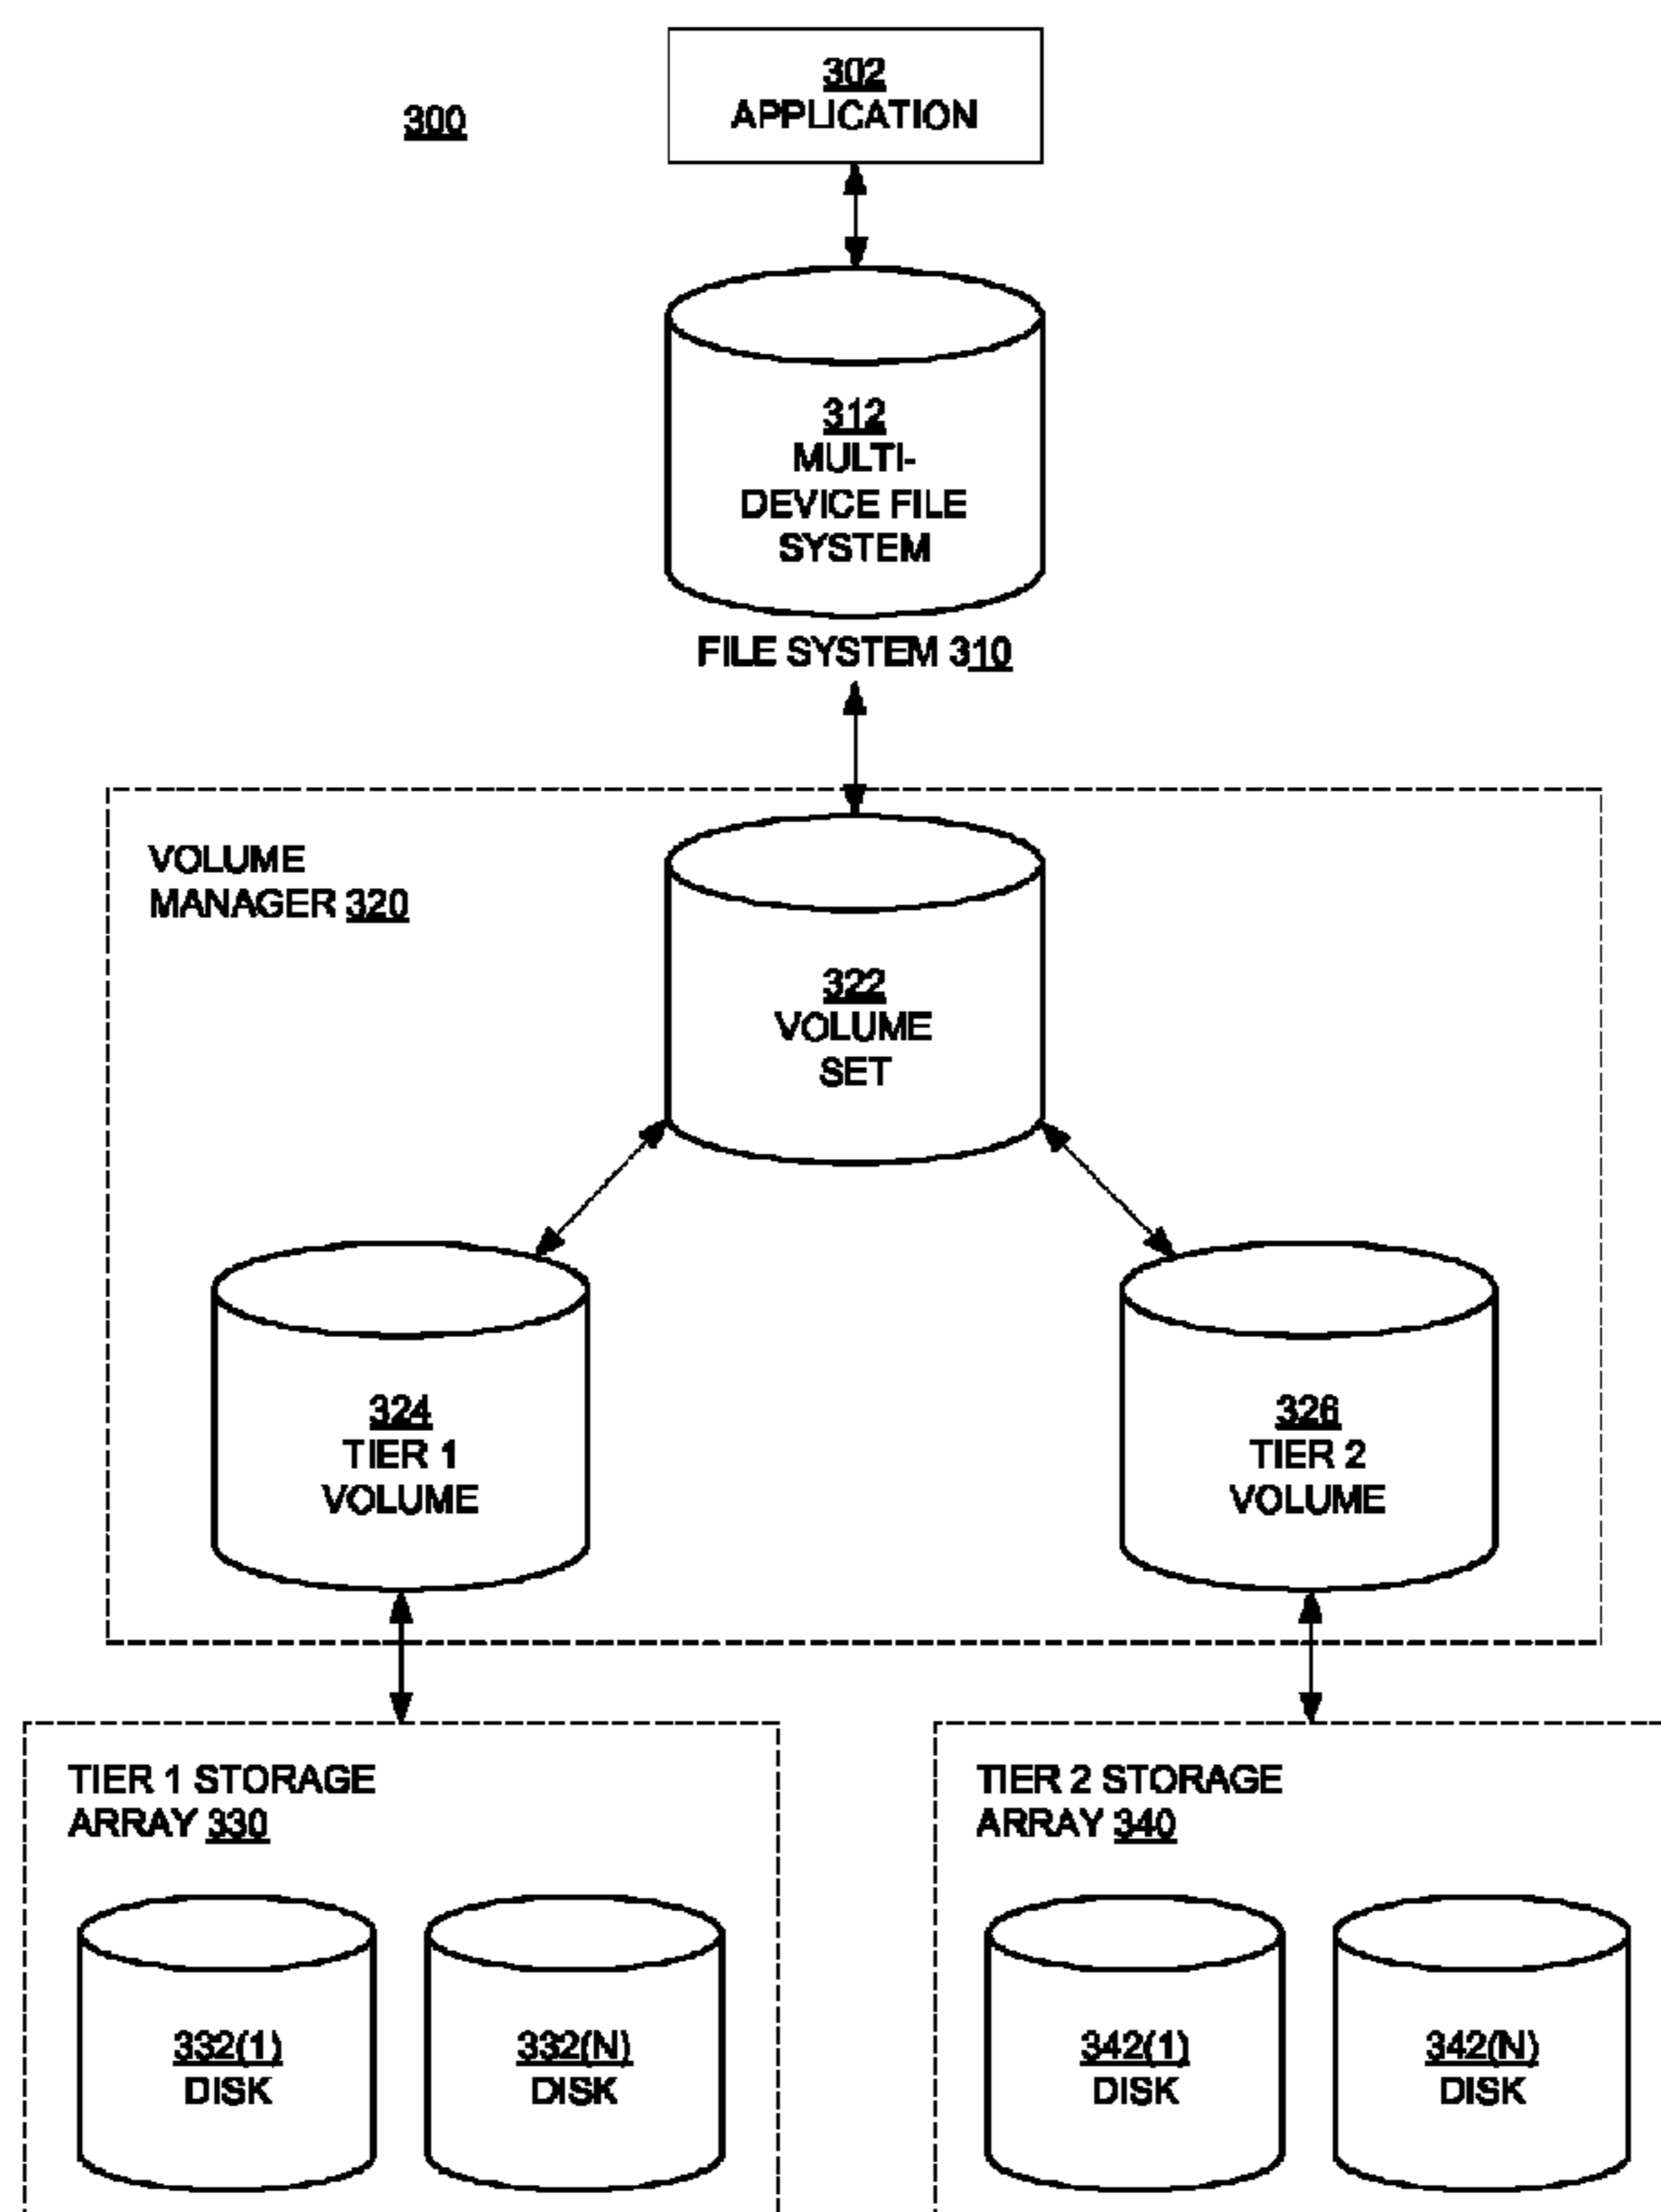 302
APPLICATION
300
312
MULTI-
DEVICE FILE
SYSTEM
FILE SYSTEM 310
VOLUME
MANAGER 320
322
VOLUME
SET
324
TIER 1
VOLUME
326
TIER 2
VOLUME
TIER 1 STORAGE
ARRAY 330
332(1)
DISK
332(N)
DISK
TIER 2 STORAGE
ARRAY 340
342(1)
DISK
342(N)
DISK